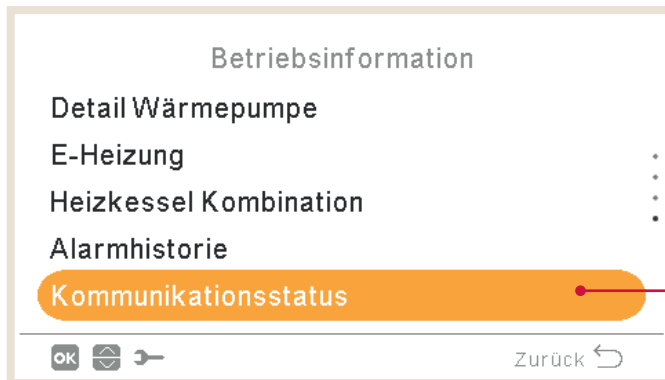 Betriebsinformation
Detail Wärmepumpe
E-Heizung
Heizkessel Kombination
Alarmhistorie
Kommunikationsstatus
OK
Zurück